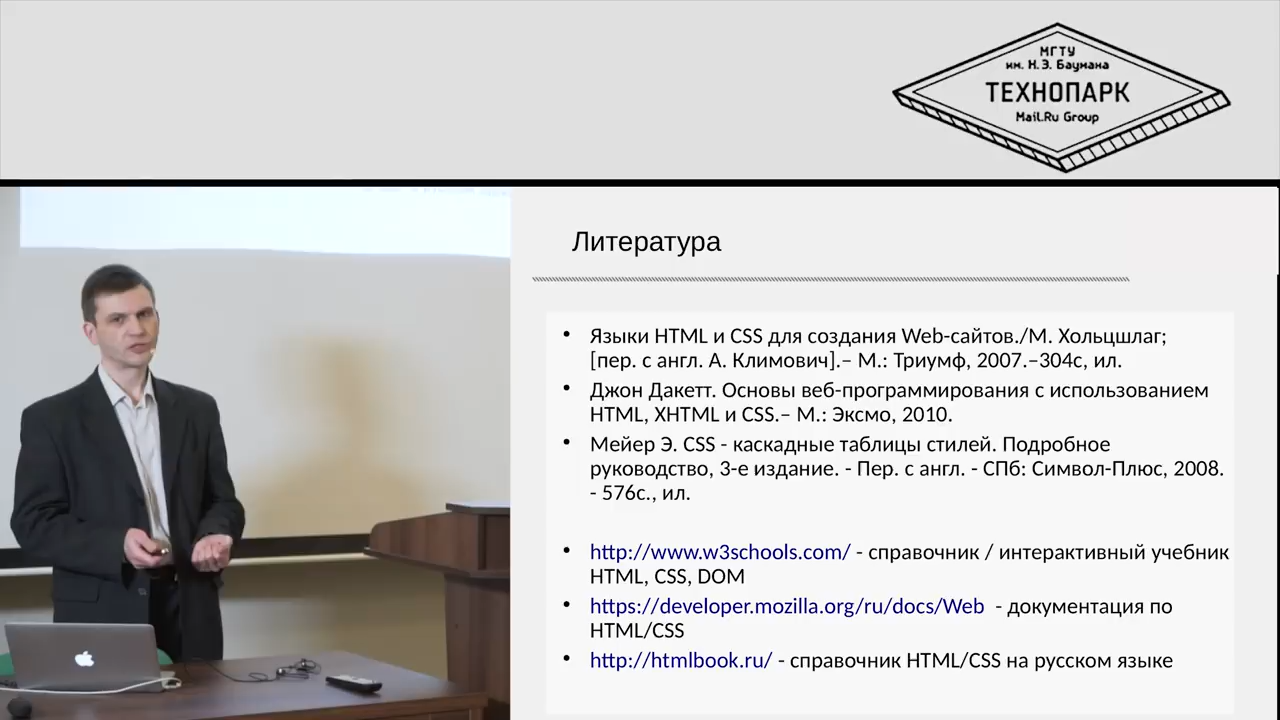 МГТУ
им. Н.Э. Баумана
ТЕХНОПАРК
Mail.Ru Group
Литература
• Языки HTML и CSS для создания Web-сайтов./М. Хольцшлаг;
[пер. с англ. А. Климович].– М.: Триумф, 2007.–304с, ил.
• Джон Дакетт. Основы веб-программирования с использованием
HTML, XHTML и CSS.– М.: Эксмо, 2010.
• Мейер Э. CSS - каскадные таблицы стилей. Подробное
руководство, 3-е издание. - Пер. с англ. - СПб: Символ-Плюс, 2008.
- 576с., ил.
• http://www.w3schools.com/ - справочник / интерактивный учебник
HTML, CSS, DOM
• https://developer.mozilla.org/ru/docs/Web - документация по
HTML/CSS
• http://htmlbook.ru/ - справочник HTML/CSS на русском языке